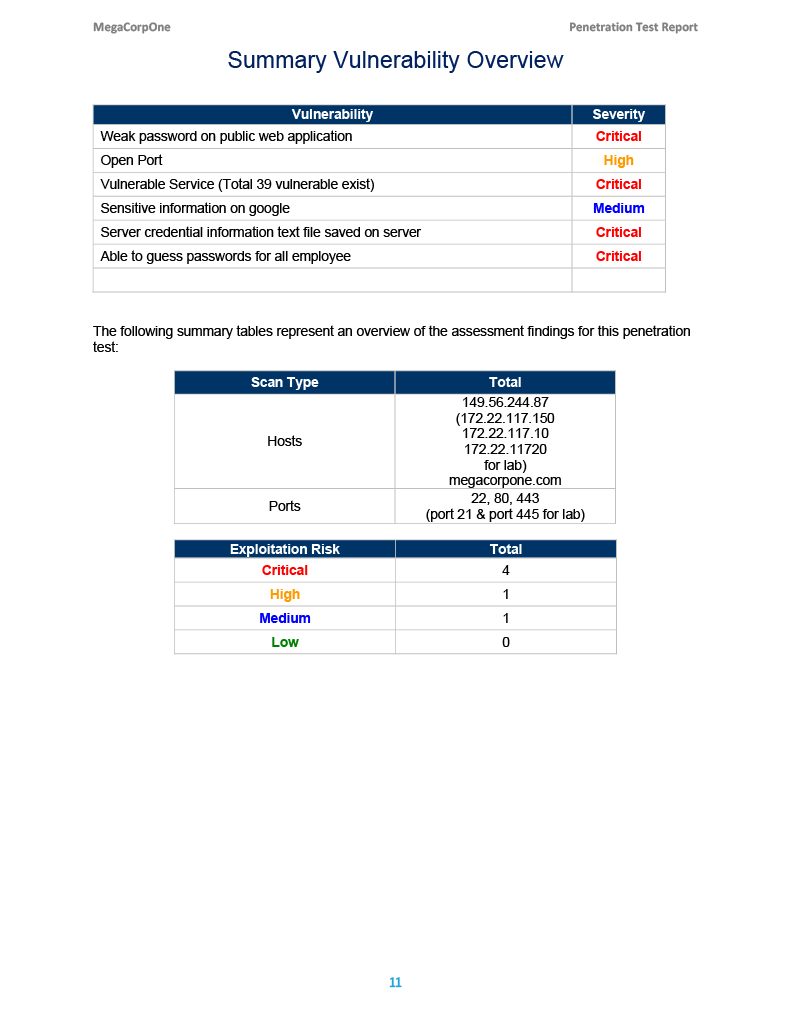 MegaCorpOne Penetration Test Report
Summary Vulnerability Overview
Vulnerability Severity
Weak password on public web application Critical
Open Port High
Vulnerable Service (Total 39 vulnerable exist) Critical
Sensitive information on google Medium
Server credential information text file saved on server Critical
Able to guess passwords for all employee Critical
The following summary tables represent an overview of the assessment findings for this penetration
test:
Scan Type Total
Hosts
149.56.244.87
(172.22.117.150
172.22.117.10
172.22.11720
for lab)
megacorpone.com
Ports
22, 80, 443
(port 21 & port 445 for lab)
Exploitation Risk Total
Critical 4
High 1
Medium 1
Low 0
11